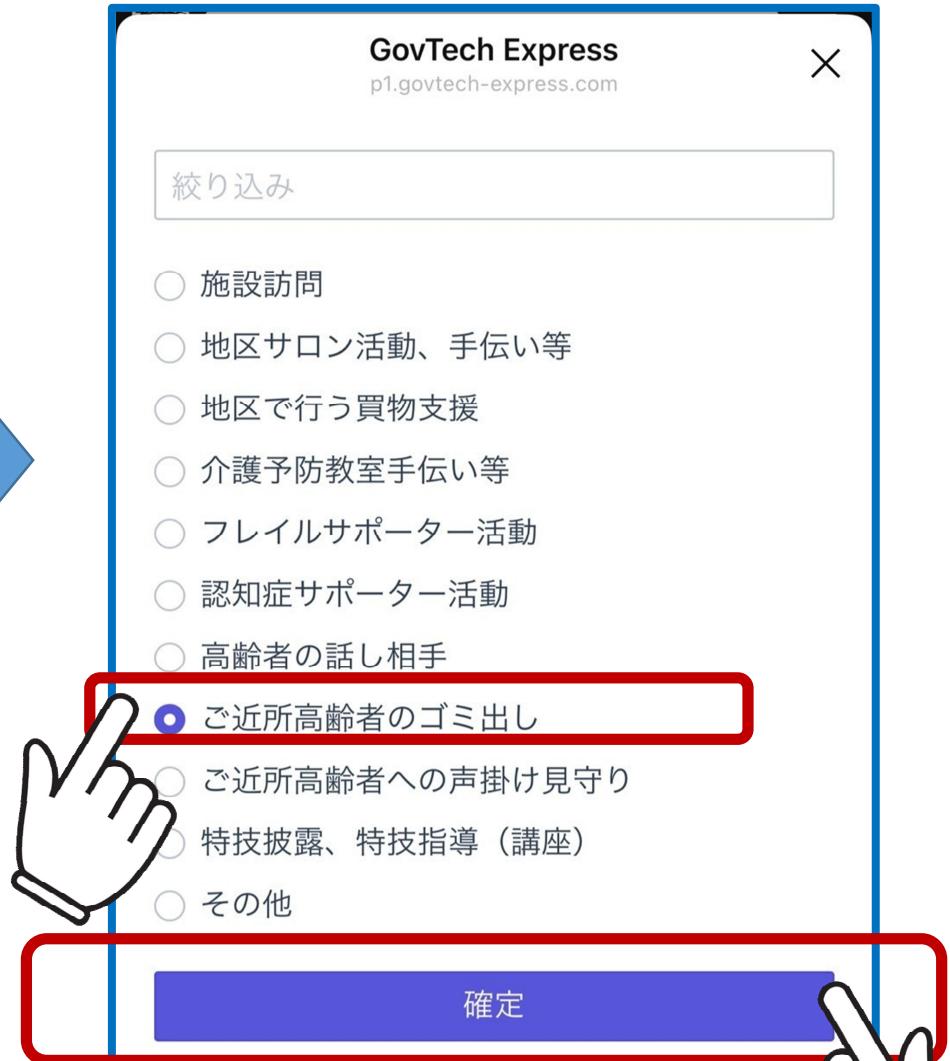 GovTech Express
p1.govtech-express.com
絞り込み
施設訪問
地区サロン活動、手伝い等
地区で行う買物支援
介護予防教室手伝い等
フレイルサポーター活動
認知症サポーター活動
高齢者の話し相手
ご近所高齢者のゴミ出し
ご近所高齢者への声掛け見守り
特技披露、特技指導（講座）
その他
確定